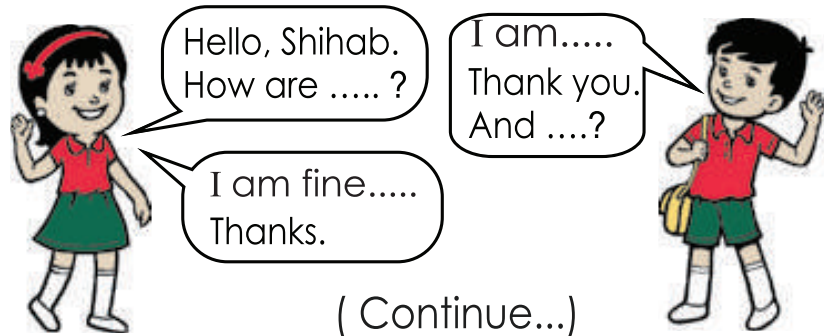 Hello, Shihab.
How are ..... ?
I am.....
Thank you.
And ....?
I am fine.....
Thanks.
( Continue...)